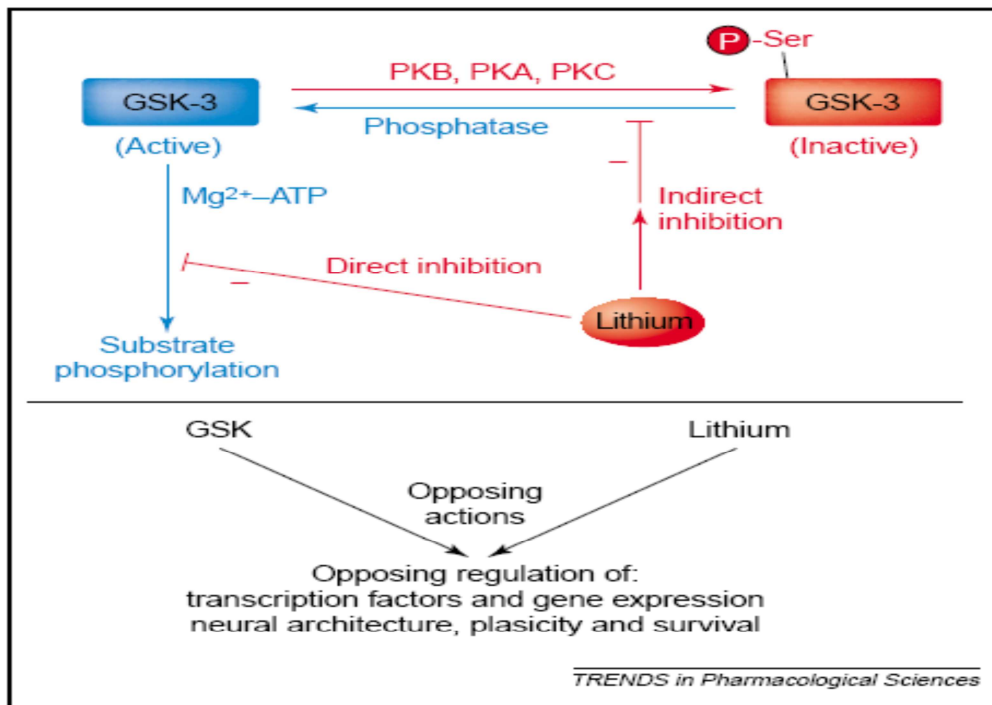 P-Ser
PKB, PKA, PKC
GSK-3
GSK-3
Phosphatase
(Active)
(Inactive)
Mg2+–ATP
–
Indirect
inhibition
Direct inhibition
–
Lithium
Substrate
phosphorylation
GSK
Lithium
Opposing
actions
Opposing regulation of:
transcription factors and gene expression
neural architecture, plasicity and survival
TRENDS in Pharmacological Sciences